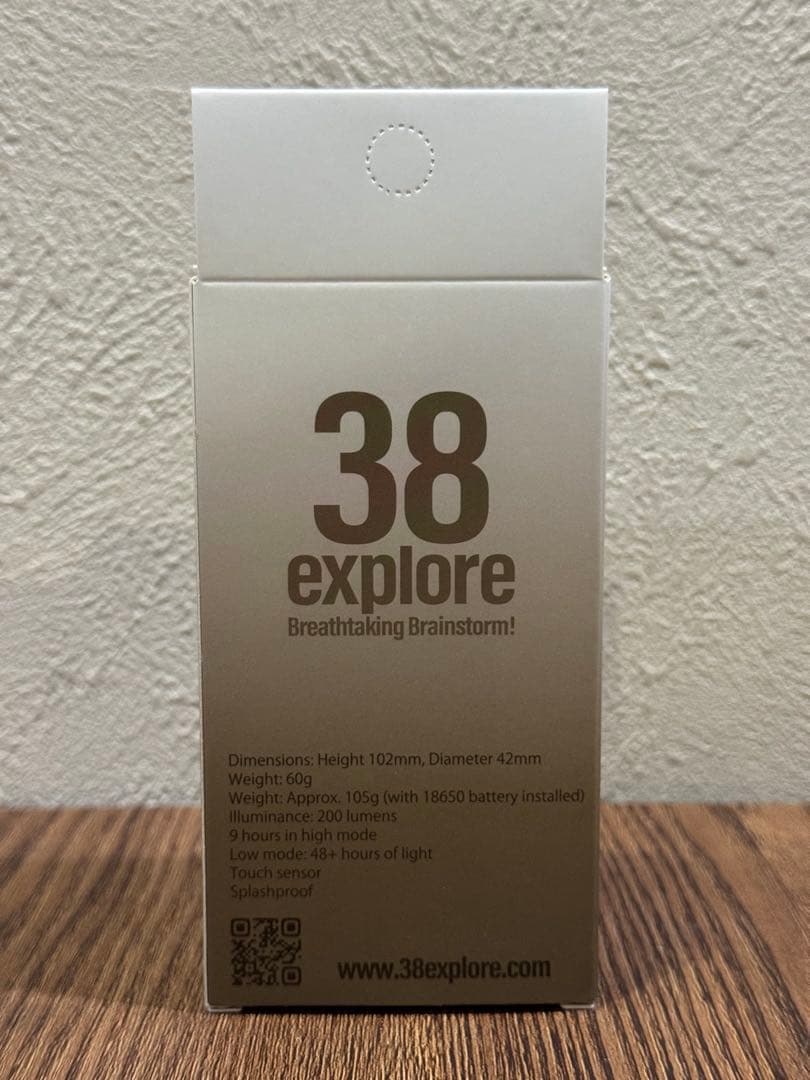 38
explore
Breathtaking Brainstorm!
Dimensions: Height 102mm, Diameter 42mm
Weight: 60g
Weight: Approx. 105g (with 18650 battery installed)
Illuminance: 200 lumens
9 hours in high mode
Low mode: 48+ hours of light
Touch sensor
Splashproof
www.38explore.com